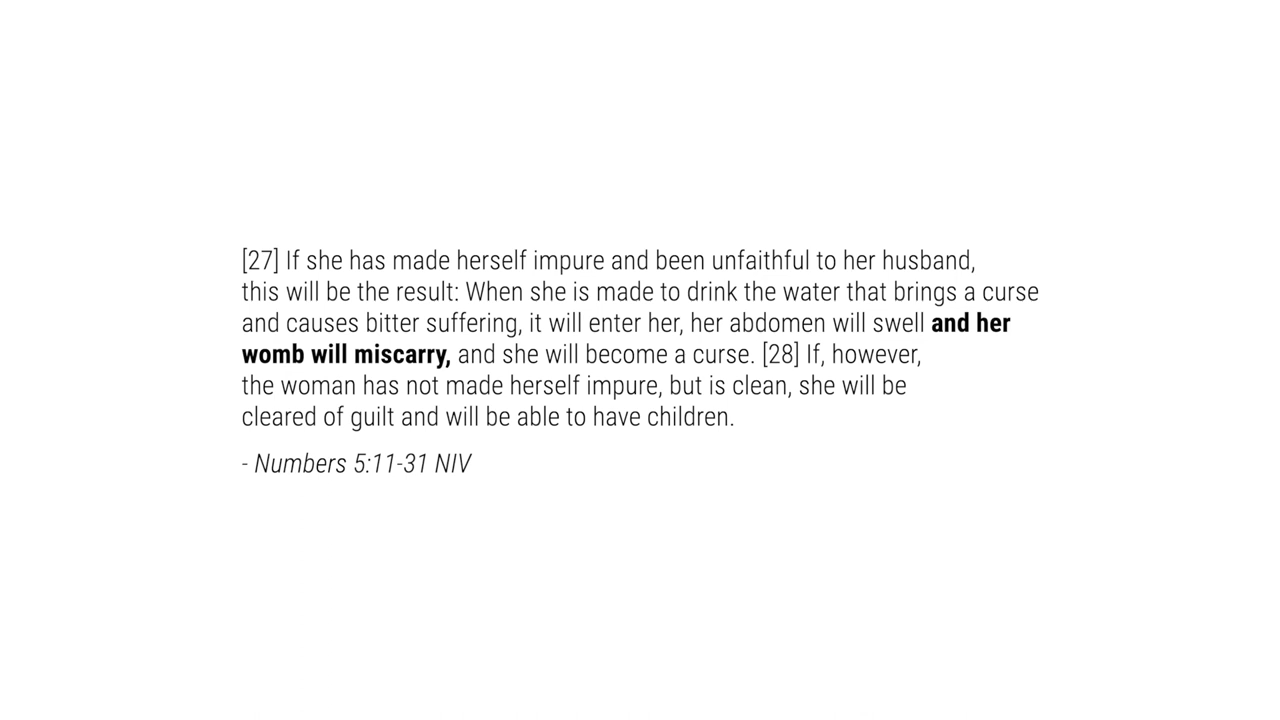 [27] If she has made herself impure and been unfaithful to her husband,
this will be the result: When she is made to drink the water that brings a curse
and causes bitter suffering, it will enter her, her abdomen will swell and her
womb will miscarry, and she will become a curse. [28] If, however,
the woman has not made herself impure, but is clean, she will be
cleared of guilt and will be able to have children.
- Numbers 5:11-31 NIV